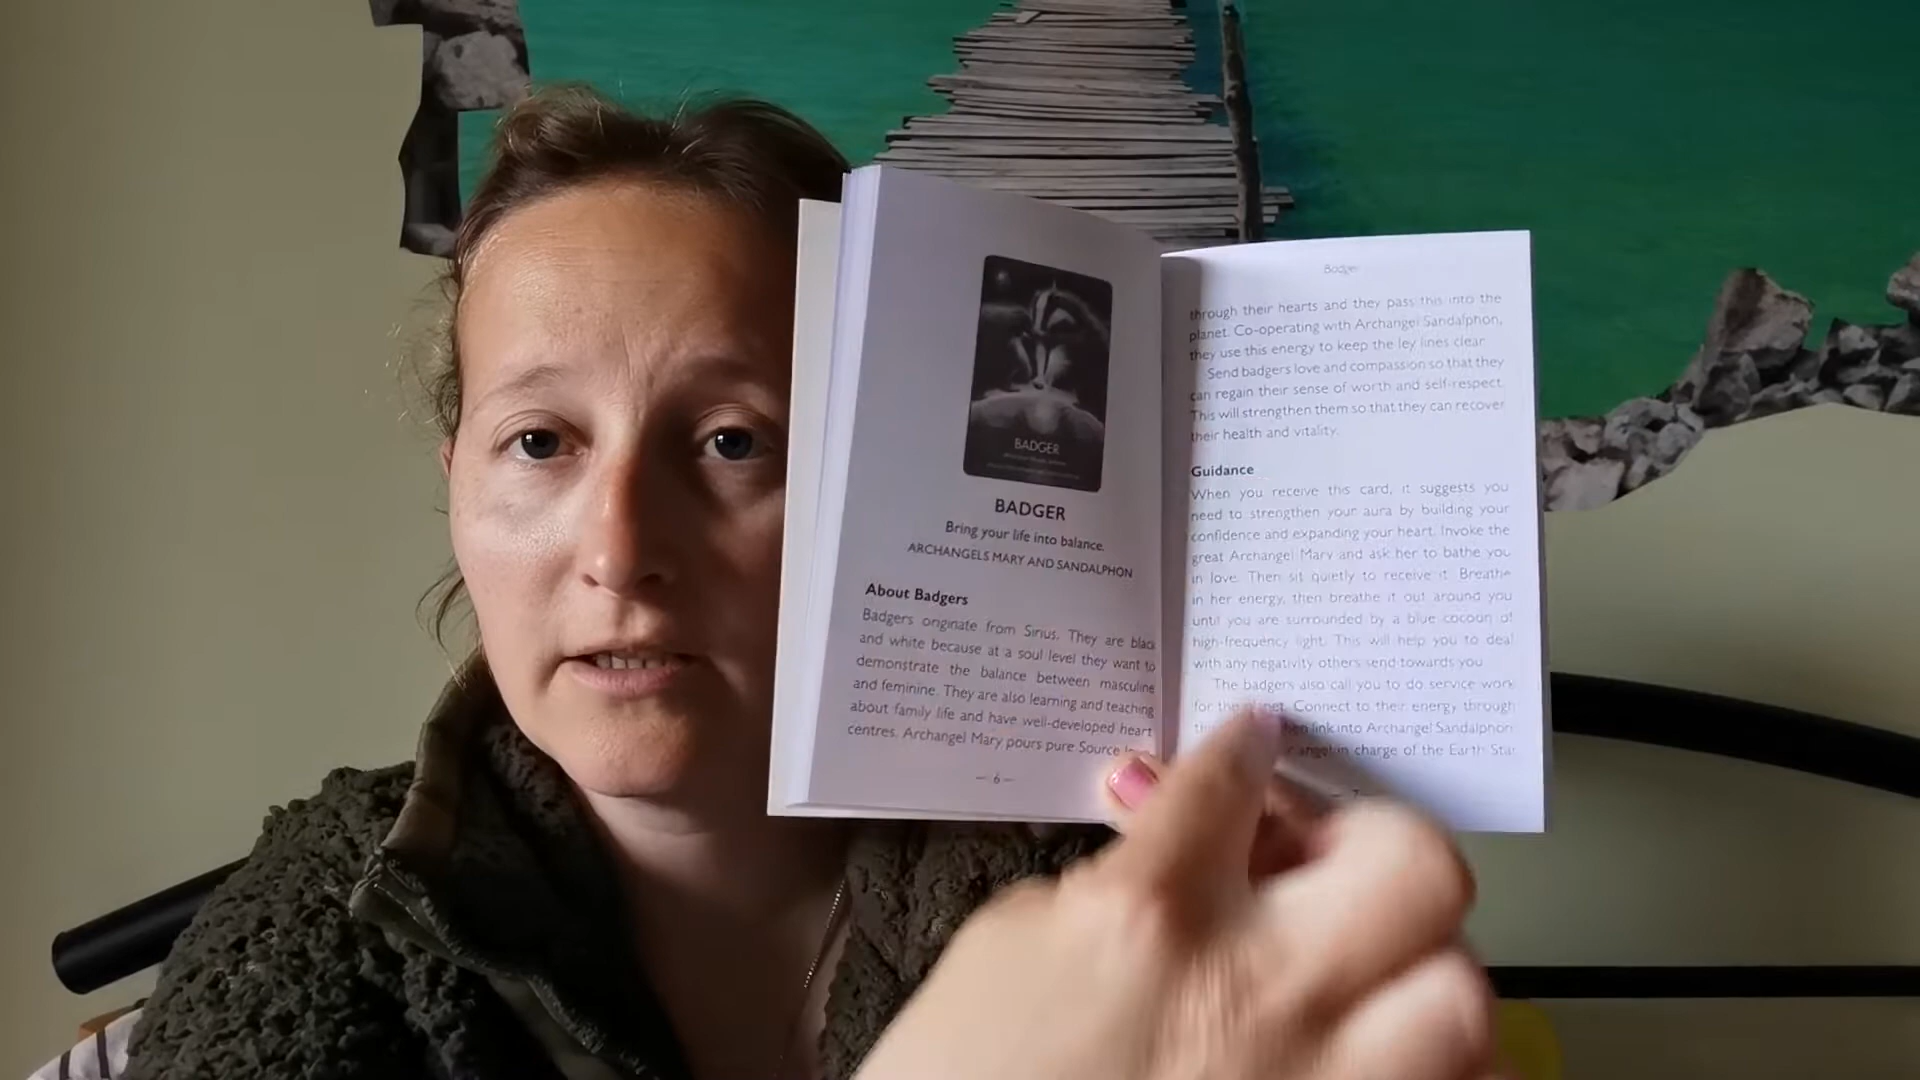 BADGER
BADGER
Bring your life into balance.
ARCHANGELS MARY AND SANDALPHON
About Badgers
Badgers originate from Sirius. They are black
and white because at a soul level they want to
demonstrate the balance between masculine
and feminine. They are also learning and teaching
about family life and have well-developed heart
centres. Archangel Mary pours pure Source
— 6 —
Badger
through their hearts and they pass this into the
planet. Co-operating with Archangel Sandalphon,
they use this energy to keep the ley lines clear
Send badgers love and compassion so that they
can regain their sense of worth and self-respect.
This will strengthen them so that they can recover
their health and vitality.
Guidance
When you receive this card, it suggests you
need to strengthen your aura by building your
confidence and expanding your heart. Invoke the
great Archangel Mary and ask her to bathe you
in love. Then sit quietly to receive it. Breathe
in her energy, then breathe it out around you
until you are surrounded by a blue cocoon of
high-frequency light. This will help you to deal
with any negativity others send towards you
The badgers also call you to do service work
for the planet. Connect to their energy through
then link into Archangel Sandalphon
angel in charge of the Earth Star
7